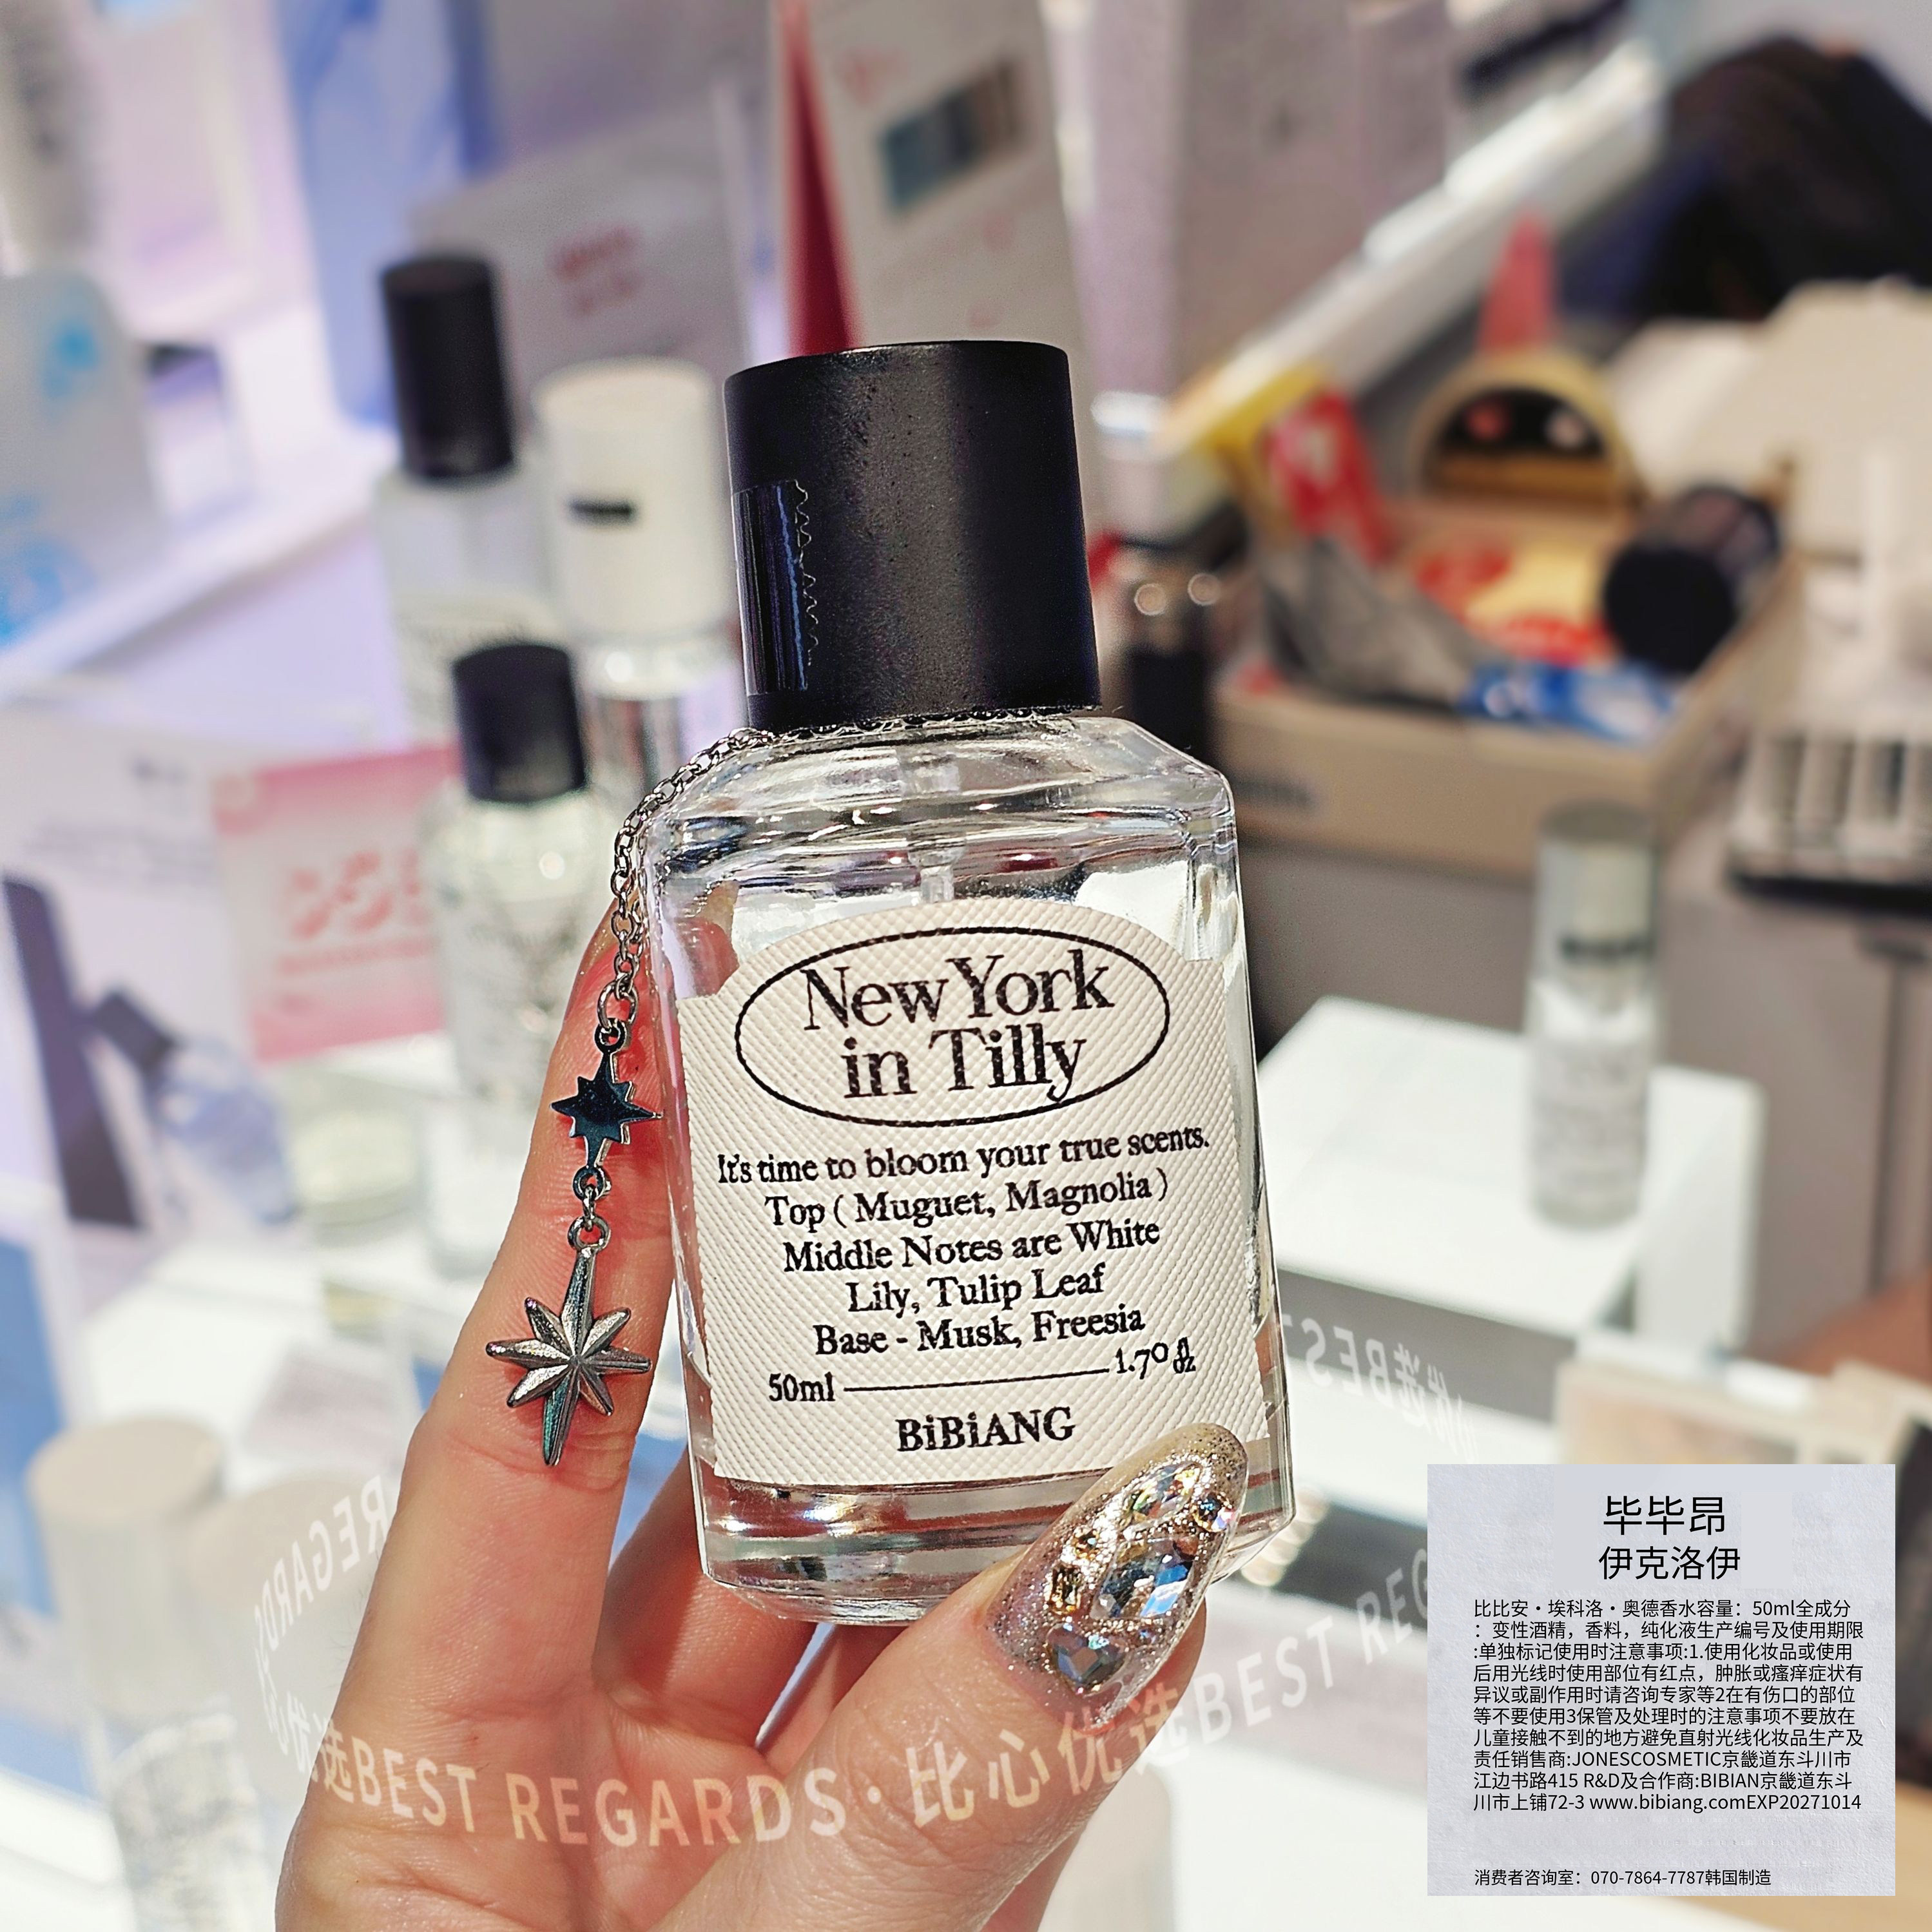 New York
in Tilly
It's time to bloom your true scents.
Top ( Muguet, Magnolia )
Middle Notes are White
Lily, Tulip Leaf
Base - Musk, Freesia
50ml 1.7º fl oz
BiBiANG
优选BEST
REGARDS
优选BEST REGARDS·比心优选BEST REG
毕毕昂
伊克洛伊
比比安·埃科洛·奥德香水容量：50ml全成分
：变性酒精，香料，纯化液生产编号及使用期限
:单独标记使用时注意事项:1.使用化妆品或使用
后用光线时使用部位有红点，肿胀或瘙痒症状有
异议或副作用时请咨询专家等2在有伤口的部位
等不要使用3保管及处理时的注意事项不要放在
儿童接触不到的地方避免直射光线化妆品生产及
责任销售商:JONESCOSMETIC京畿道东斗川市
江边书路415 R&D及合作商:BIBIAN京畿道东斗
川市上铺72-3 www.bibiang.comEXP20271014
消费者咨询室：070-7864-7787韩国制造